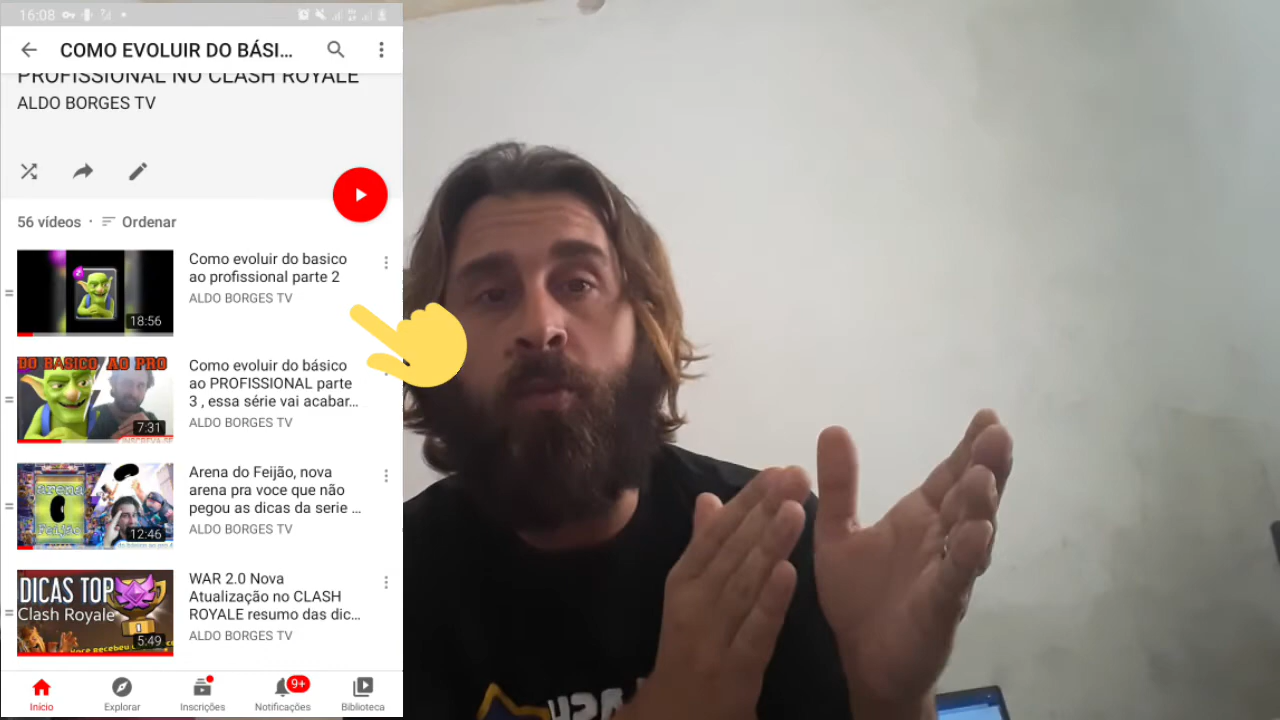 16:08
COMO EVOLUIR DO BÁSI...
PROFISSIONAL NO CLASH ROYALE
ALDO BORGES TV
56 vídeos · Ordenar
Como evoluir do basico
ao profissional parte 2
ALDO BORGES TV
18:56
DO BASICO AO PRO
7:31
Como evoluir do básico
ao PROFISSIONAL parte
3 , essa série vai acabar...
ALDO BORGES TV
Arena
Feijão
12:46
Arena do Feijão, nova
arena pra voce que não
pegou as dicas da serie ...
ALDO BORGES TV
DICAS TOP
Clash Royale
5:49
WAR 2.0 Nova
Atualização no CLASH
ROYALE resumo das dic...
ALDO BORGES TV
9+
Início Explorar Inscrições Notificações Biblioteca